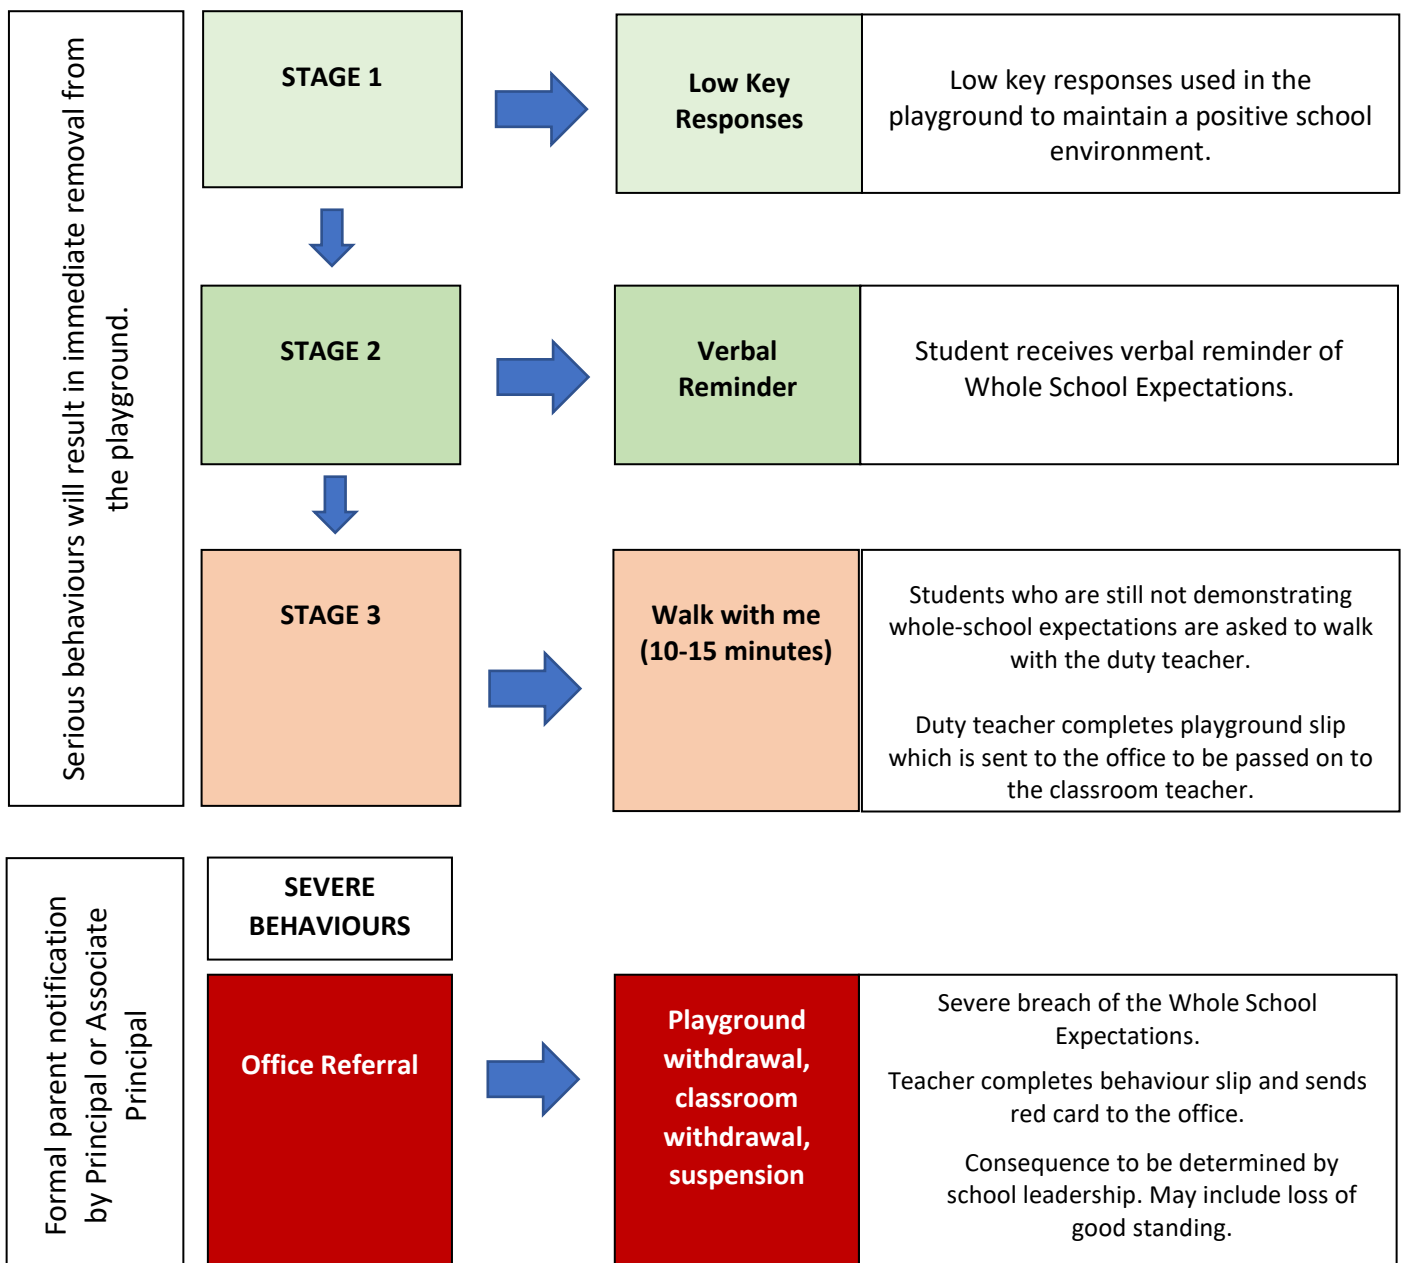 Serious behaviours will result in immediate removal from
the playground.
STAGE 1
Low Key
Responses
Low key responses used in the
playground to maintain a positive school
environment.
STAGE 2
Verbal
Reminder
Student receives verbal reminder of
Whole School Expectations.
STAGE 3
Walk with me
(10-15 minutes)
Students who are still not demonstrating
whole-school expectations are asked to walk
with the duty teacher.
Duty teacher completes playground slip
which is sent to the office to be passed on to
the classroom teacher.
Formal parent notification
by Principal or Associate
Principal
SEVERE
BEHAVIOURS
Office Referral
Playground
withdrawal,
classroom
withdrawal,
suspension
Severe breach of the Whole School
Expectations.
Teacher completes behaviour slip and sends
red card to the office.
Consequence to be determined by
school leadership. May include loss of
good standing.